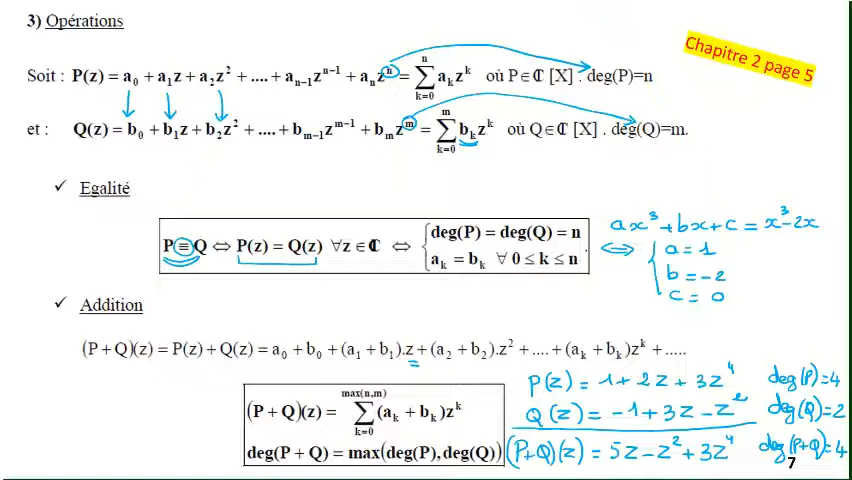 3) Opérations
Chapitre 2 page 5
Soit : P(z) = a₀ + a₁z + a₂z² + .... + aₙ₋₁zⁿ⁻¹ + aₙzⁿ = ∑_{k=0}^{n} aₖzᵏ où P∈ℂ [X] . deg(P)=n
et : Q(z) = b₀ + b₁z + b₂z² + .... + bₘ₋₁zᵐ⁻¹ + bₘzᵐ = ∑_{k=0}^{m} bₖzᵏ où Q∈ℂ [X] . deg(Q)=m.
✓ Egalité
P ≡ Q ⇔ P(z) = Q(z) ∀z ∈ ℂ ⇔ { deg(P) = deg(Q) = n
aₖ = bₖ ∀ 0 ≤ k ≤ n
ax³ + bx + c = x³ - 2x
⇔ { a = 1
b = -2
c = 0
✓ Addition
(P + Q)(z) = P(z) + Q(z) = a₀ + b₀ + (a₁ + b₁).z + (a₂ + b₂).z² + .... + (aₖ + bₖ)zᵏ + .....
(P + Q)(z) = ∑_{k=0}^{max(n,m)} (aₖ + bₖ)zᵏ
deg(P + Q) = max(deg(P), deg(Q))
P(z) = 1 + 2z + 3z⁴ deg(P)=4
Q(z) = -1 + 3z - z² deg(Q)=2
(P+Q)(z) = 5z - z² + 3z⁴ deg(P+Q)=4
7